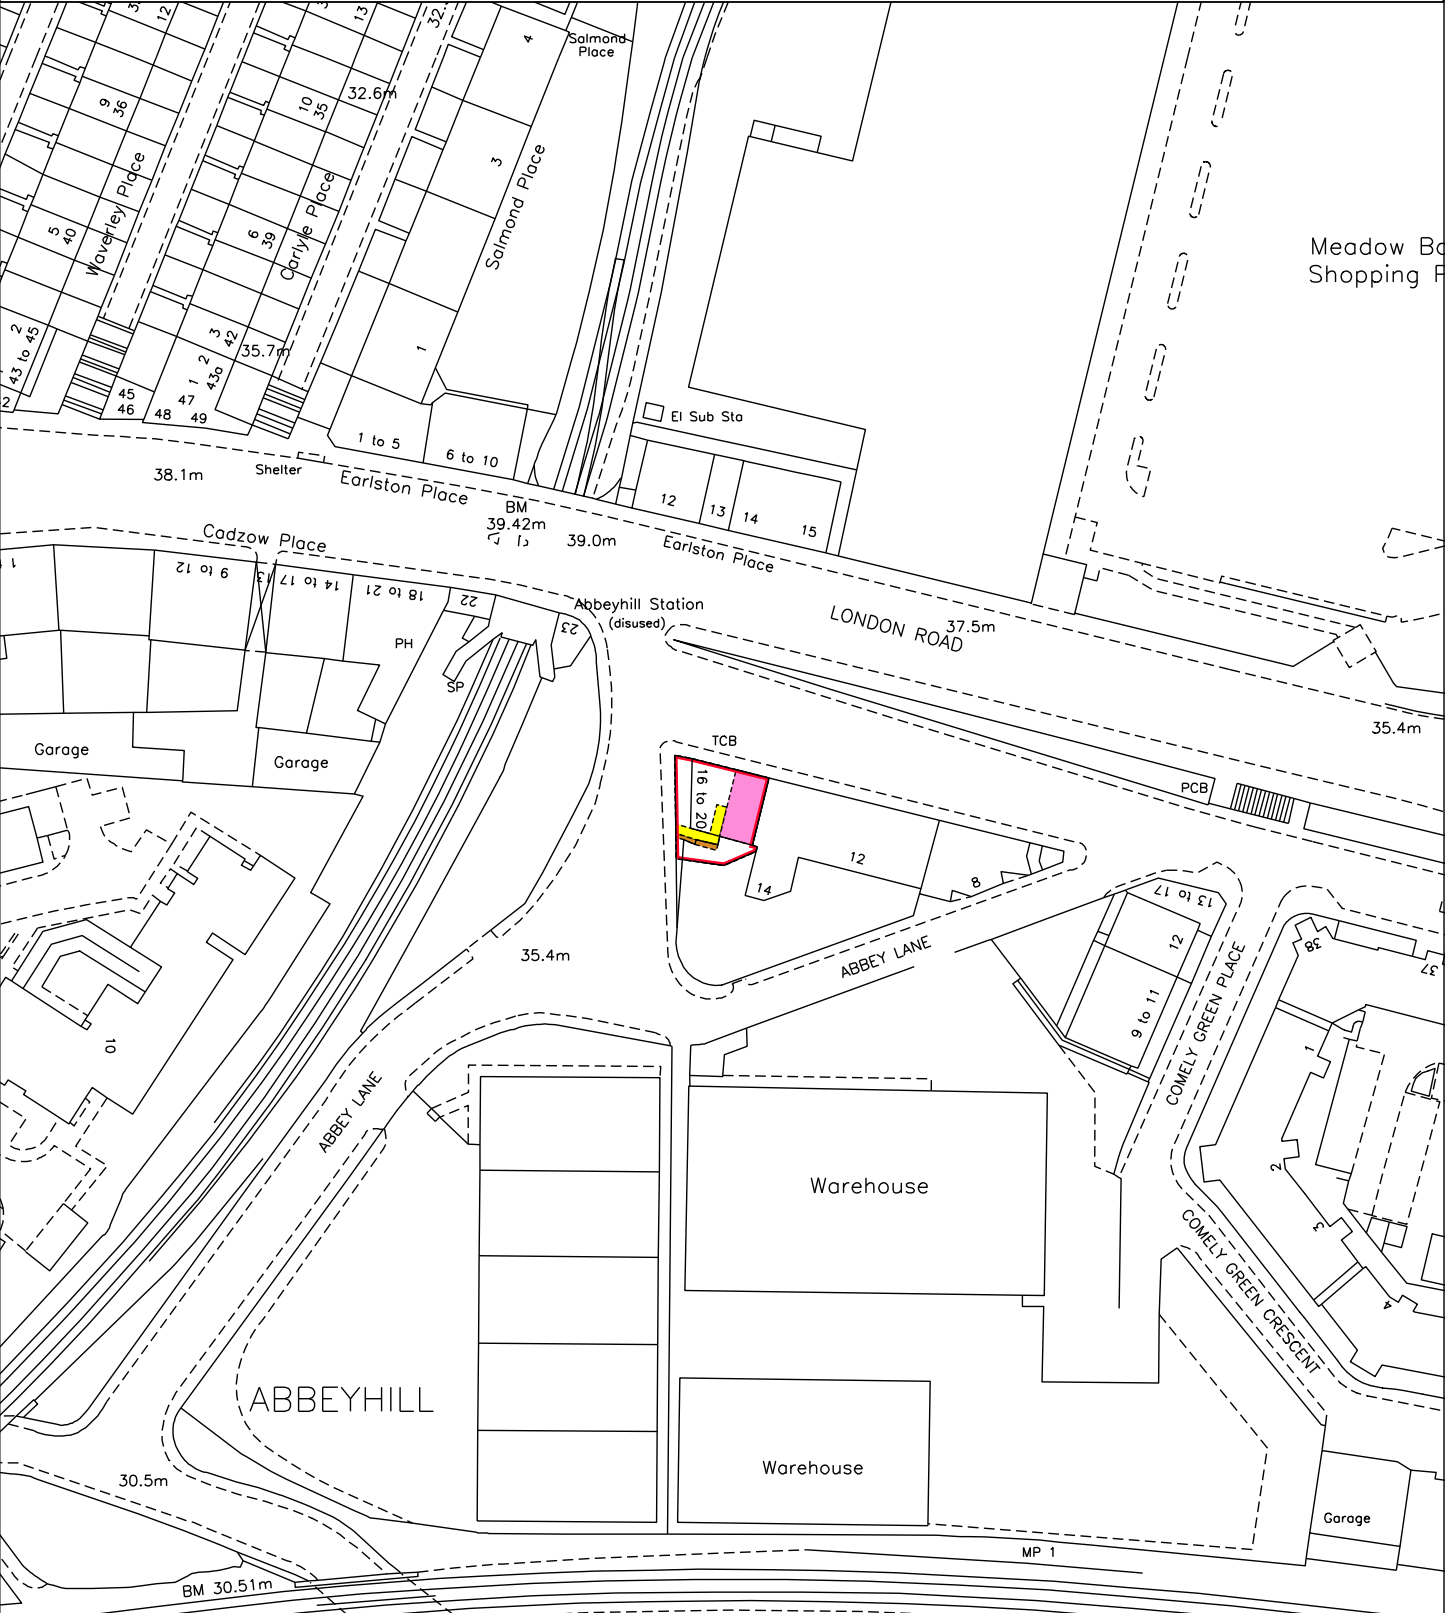 12
13
32.
4
Salmond
Place
9
36
10
35
32.6m
3
Waverley Place
Carlyle Place
Salmond Place
5
40
6
39
Meadow Ba
Shopping P
2
43 to 45
3
42
35.7m
1
2
1
43a
45
46
47
48
49
El Sub Sta
1 to 5
6 to 10
Shelter
38.1m
Earlston Place
BM
39.42m
12
13
14
15
39.0m
Earlston Place
Cadzow Place
9 to 12
13
14 to 17
18 to 21
22
23
Abbeyhill Station
(disused)
LONDON ROAD
37.5m
PH
SP
35.4m
Garage
Garage
TCB
16 to 20
PCB
12
14
8
13 to 17
12
9 to 11
35.4m
ABBEY LANE
COMELY GREEN PLACE
38
37
10
1
ABBEY LANE
Warehouse
2
3
4
COMELY GREEN CRESCENT
ABBEYHILL
30.5m
Warehouse
Garage
MP 1
BM 30.51m